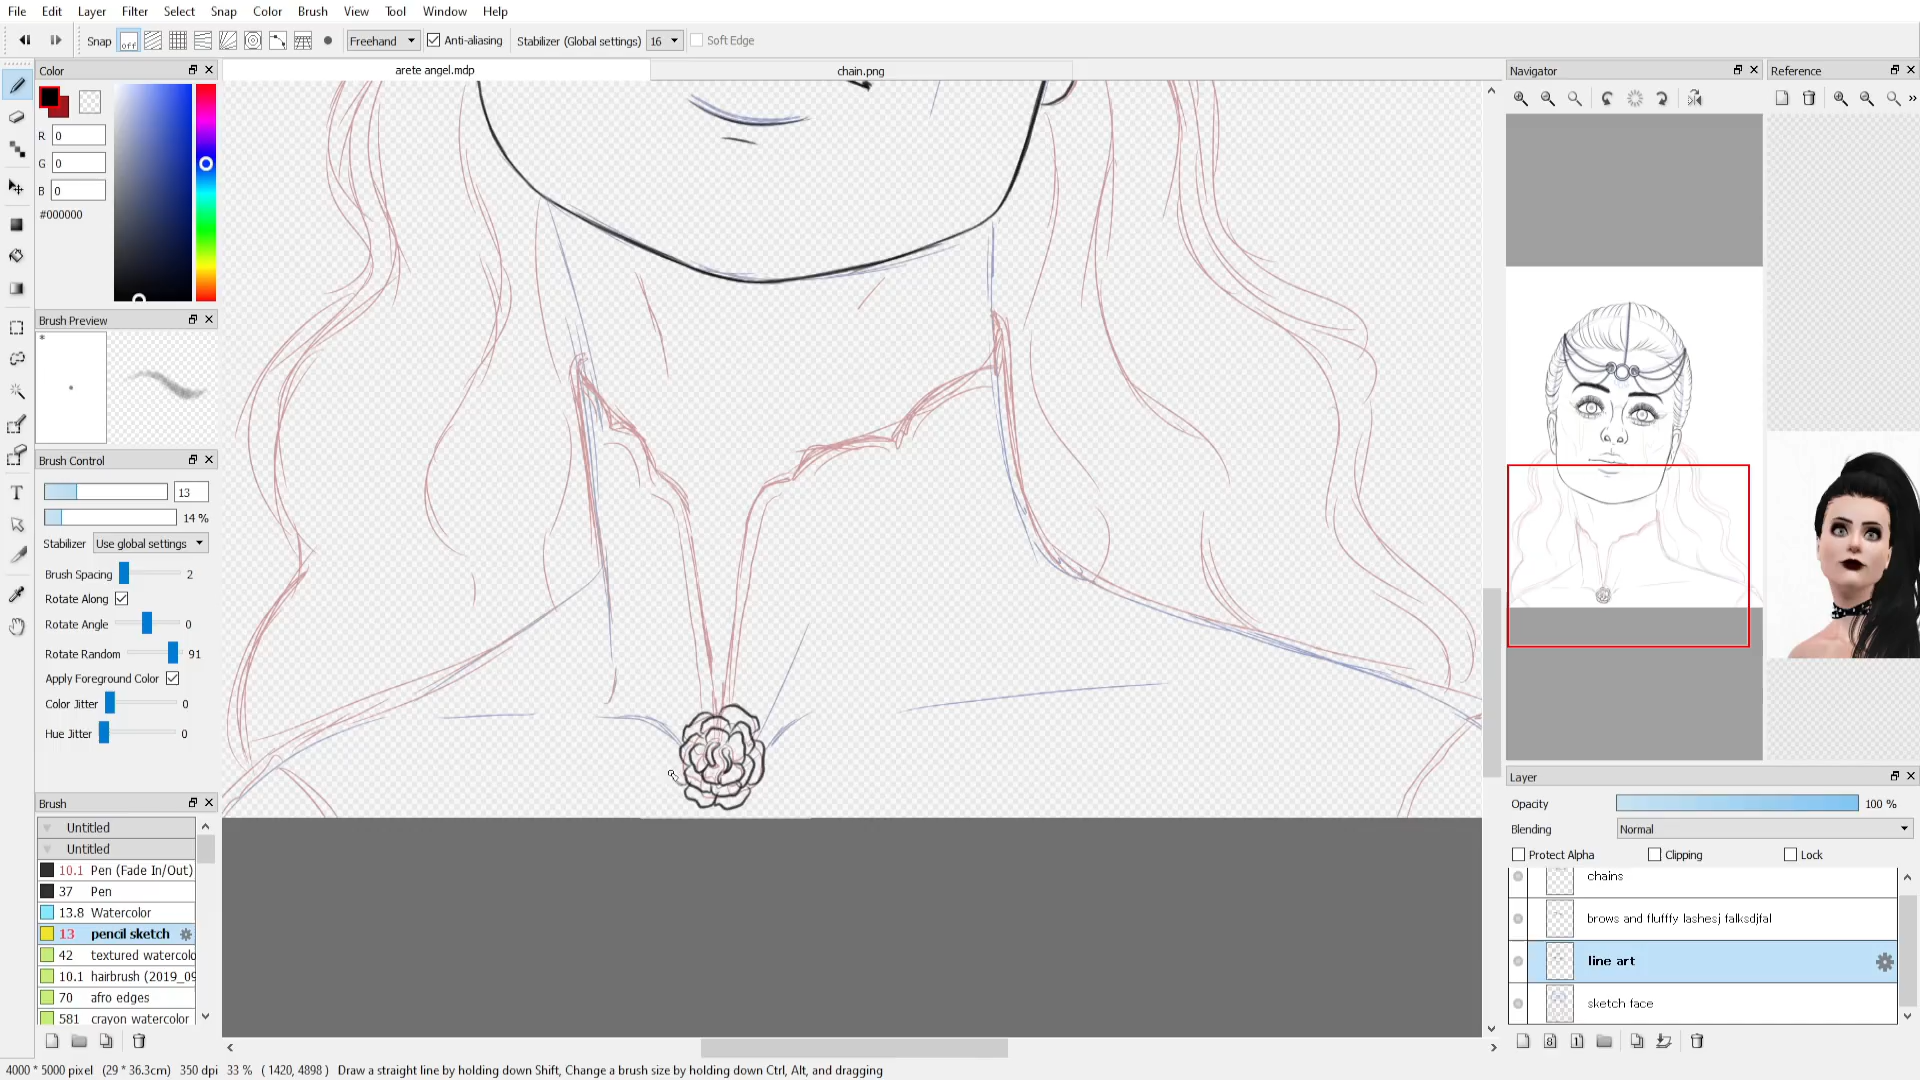 File Edit Layer Filter Select Snap Color Brush View Tool Window Help
Snap off Freehand Anti-aliasing Stabilizer (Global settings) 16 Soft Edge
Color
arete angel.mdp
chain.png
Navigator
Reference
R 0
G 0
B 0
#000000
Brush Preview
*
Brush Control
13
14 %
Stabilizer Use global settings
Brush Spacing 2
Rotate Along
Rotate Angle 0
Rotate Random 91
Apply Foreground Color
Color Jitter 0
Hue Jitter 0
Brush
Untitled
Untitled
10.1 Pen (Fade In/Out)
37 Pen
13.8 Watercolor
13 pencil sketch
42 textured watercolo
10.1 hairbrush (2019_09
70 afro edges
581 crayon watercolor
T
Layer
Opacity 100 %
Blending Normal
Protect Alpha Clipping Lock
chains
brows and flufffy lashesj falksdjfal
line art
sketch face
8 1
4000 * 5000 pixel (29 * 36.3cm) 350 dpi 33 % ( 1420, 4898 ) Draw a straight line by holding down Shift, Change a brush size by holding down Ctrl, Alt, and dragging